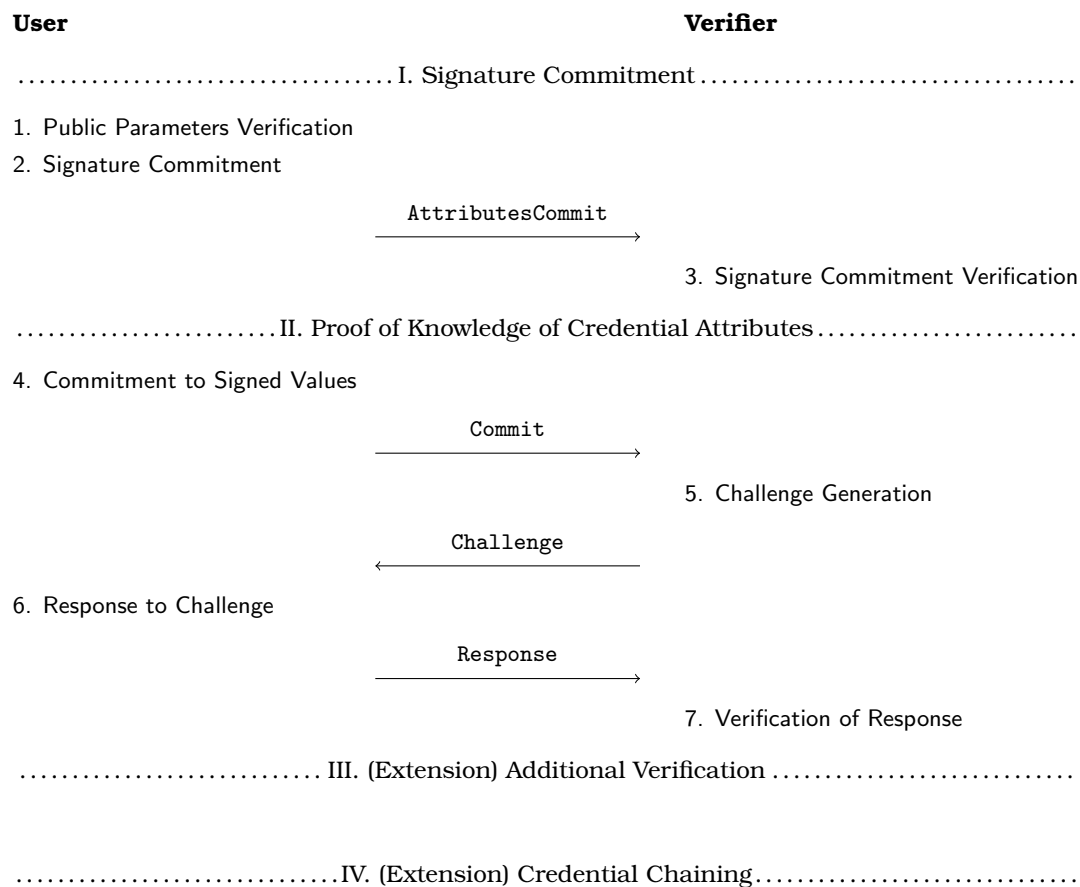 User Verifier
I. Signature Commitment
1. Public Parameters Verification
2. Signature Commitment
AttributesCommit
3. Signature Commitment Verification
II. Proof of Knowledge of Credential Attributes
4. Commitment to Signed Values
Commit
5. Challenge Generation
Challenge
6. Response to Challenge
Response
7. Verification of Response
III. (Extension) Additional Verification
IV. (Extension) Credential Chaining